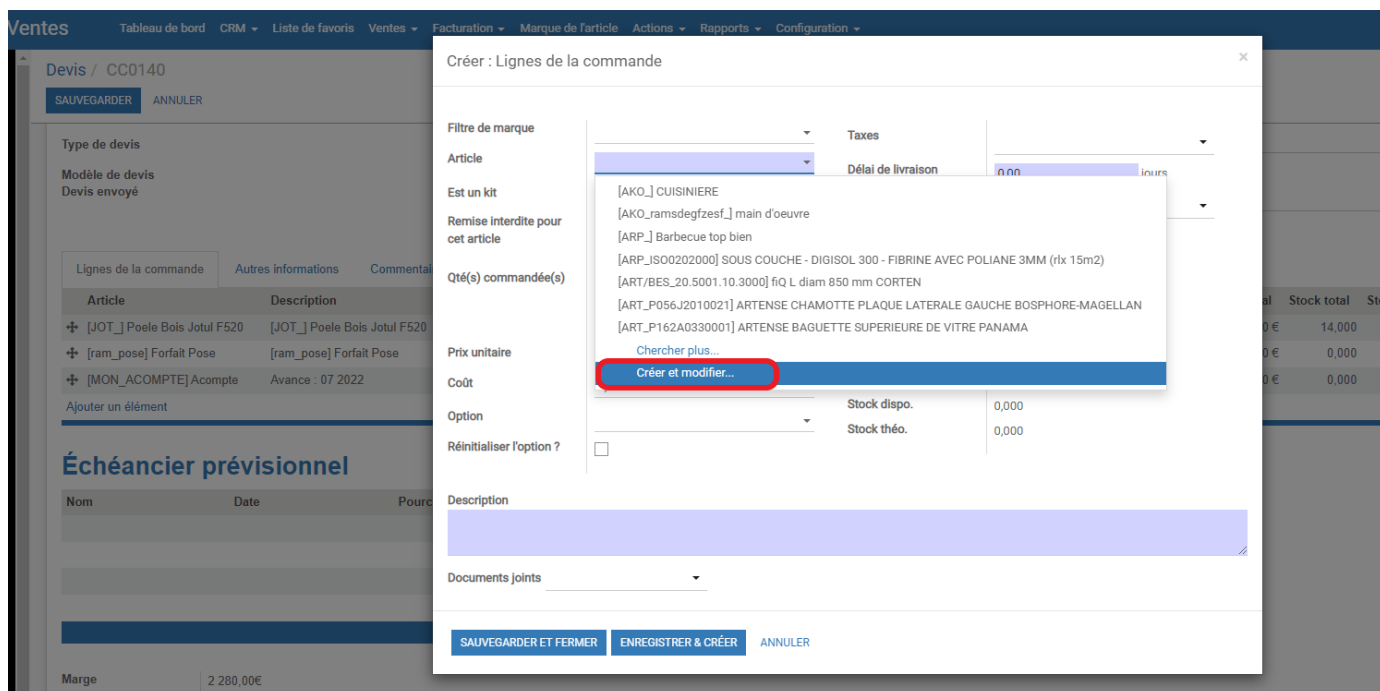 Ventes Tableau de bord CRM Liste de favoris Ventes Facturation Marque de l'article Actions Rapports Configuration
Devis / CC0140
SAUVEGARDER ANNULER
Type de devis
Modèle de devis
Devis envoyé
Lignes de la commande Autres informations
Article Description Stock total
[JOT_] Poele Bois Jotul F520 [JOT_] Poele Bois Jotul F520 14,000
[ram_pose] Forfait Pose [ram_pose] Forfait Pose 0,000
[MON_ACOMPTE] Acompte Avance : 07 2022 0,000
Ajouter un élément
Échéancier prévisionnel
Nom Date
Marge 2 280,00€
Créer : Lignes de la commande ×
Filtre de marque
Taxes
Article
Délai de livraison 0,00 jours
Est un kit
Remise interdite pour
cet article
Qté(s) commandée(s)
[AKO_] CUISINIERE
[AKO_ramsdegfzesf_] main d'oeuvre
[ARP_] Barbecue top bien
[ARP_ISO0202000] SOUS COUCHE - DIGISOL 300 - FIBRINE AVEC POLIANE 3MM (rlx 15m2)
[ART/BES_20.5001.10.3000] fiQ L diam 850 mm CORTEN
[ART_P056J2010021] ARTENSE CHAMOTTE PLAQUE LATERALE GAUCHE BOSPHORE-MAGELLAN
[ART_P162A0330001] ARTENSE BAGUETTE SUPERIEURE DE VITRE PANAMA
Chercher plus...
Créer et modifier...
Prix unitaire
Coût
Stock dispo. 0,000
Option
Stock théo. 0,000
Réinitialiser l'option ?
Description
Documents joints
SAUVEGARDER ET FERMER ENREGISTRER & CRÉER ANNULER